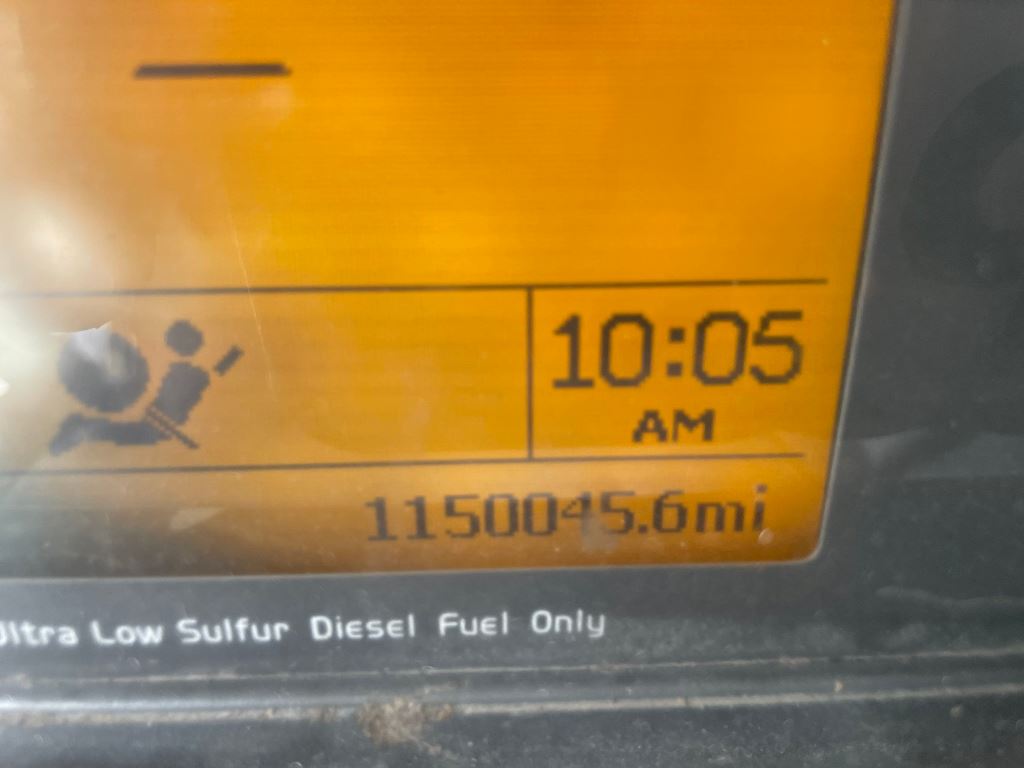 10:05
AM
1150045.6mi
Ultra Low Sulfur Diesel Fuel Only